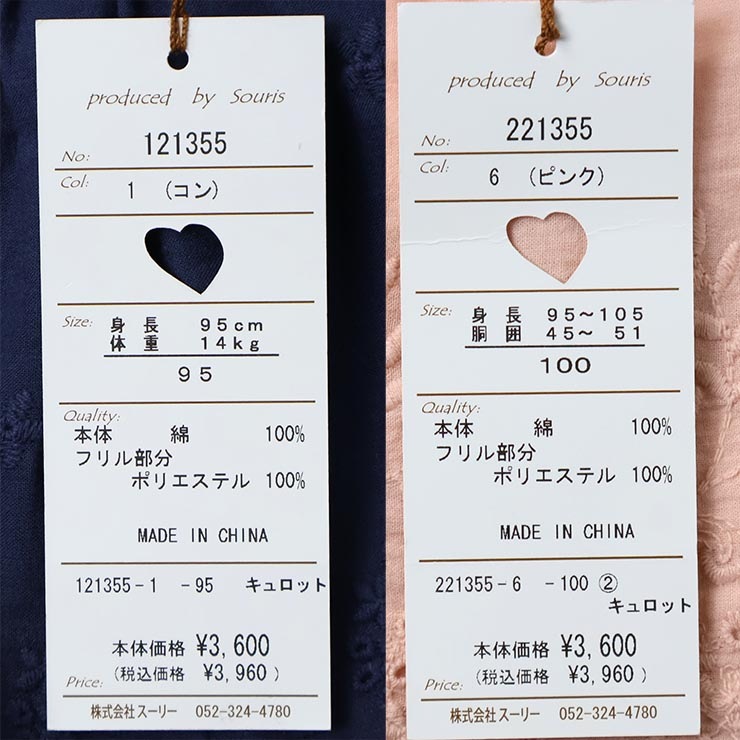 produced by Souris
No: 121355
Col: 1 (コン)
Size: 身長 95cm
体重 14kg
95
Quality:
本体 綿 100%
フリル部分
ポリエステル 100%
MADE IN CHINA
121355-1 -95 キュロット
本体価格 ¥3,600
(税込価格 ¥3,960)
Price:
株式会社スーリー 052-324-4780
produced by Souris
No: 221355
Col: 6 (ピンク)
Size: 身長 95~105
胴囲 45~ 51
100
Quality:
本体 綿 100%
フリル部分
ポリエステル 100%
MADE IN CHINA
221355-6 -100 ②
キュロット
本体価格 ¥3,600
(税込価格 ¥3,960)
Price:
株式会社スーリー 052-324-4780